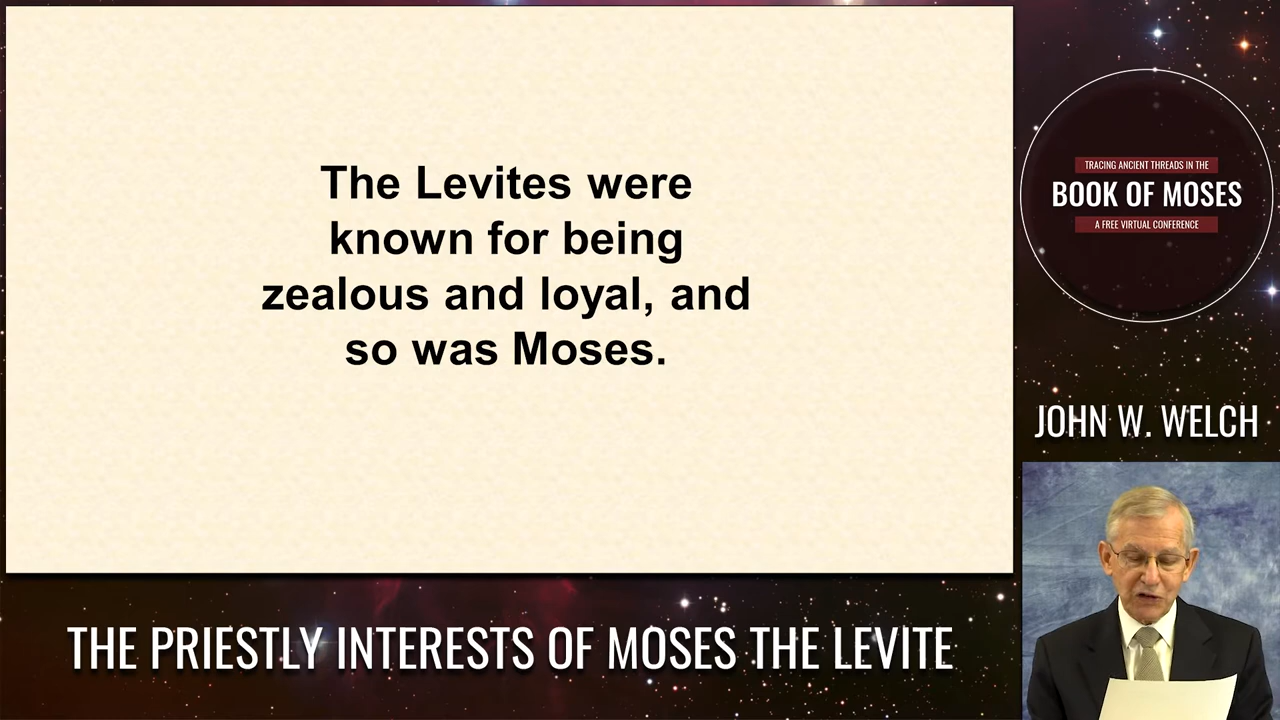 The Levites were
known for being
zealous and loyal, and
so was Moses.
TRACING ANCIENT THREADS IN THE
BOOK OF MOSES
A FREE VIRTUAL CONFERENCE
JOHN W. WELCH
THE PRIESTLY INTERESTS OF MOSES THE LEVITE